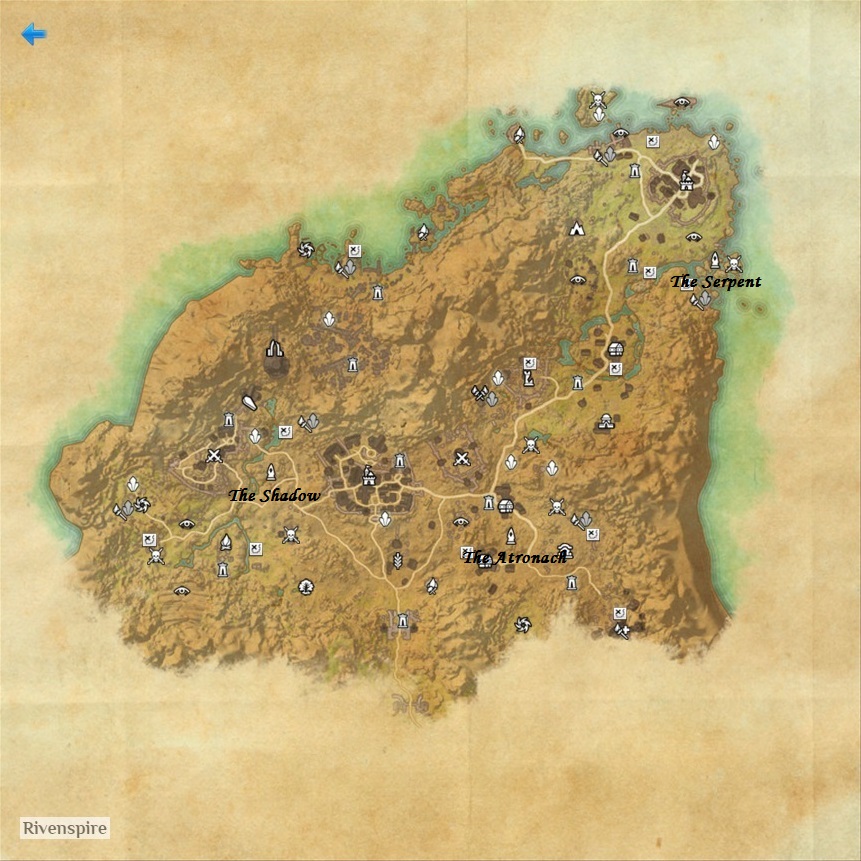 The Serpent
The Shadow
The Atronach
Rivenspire